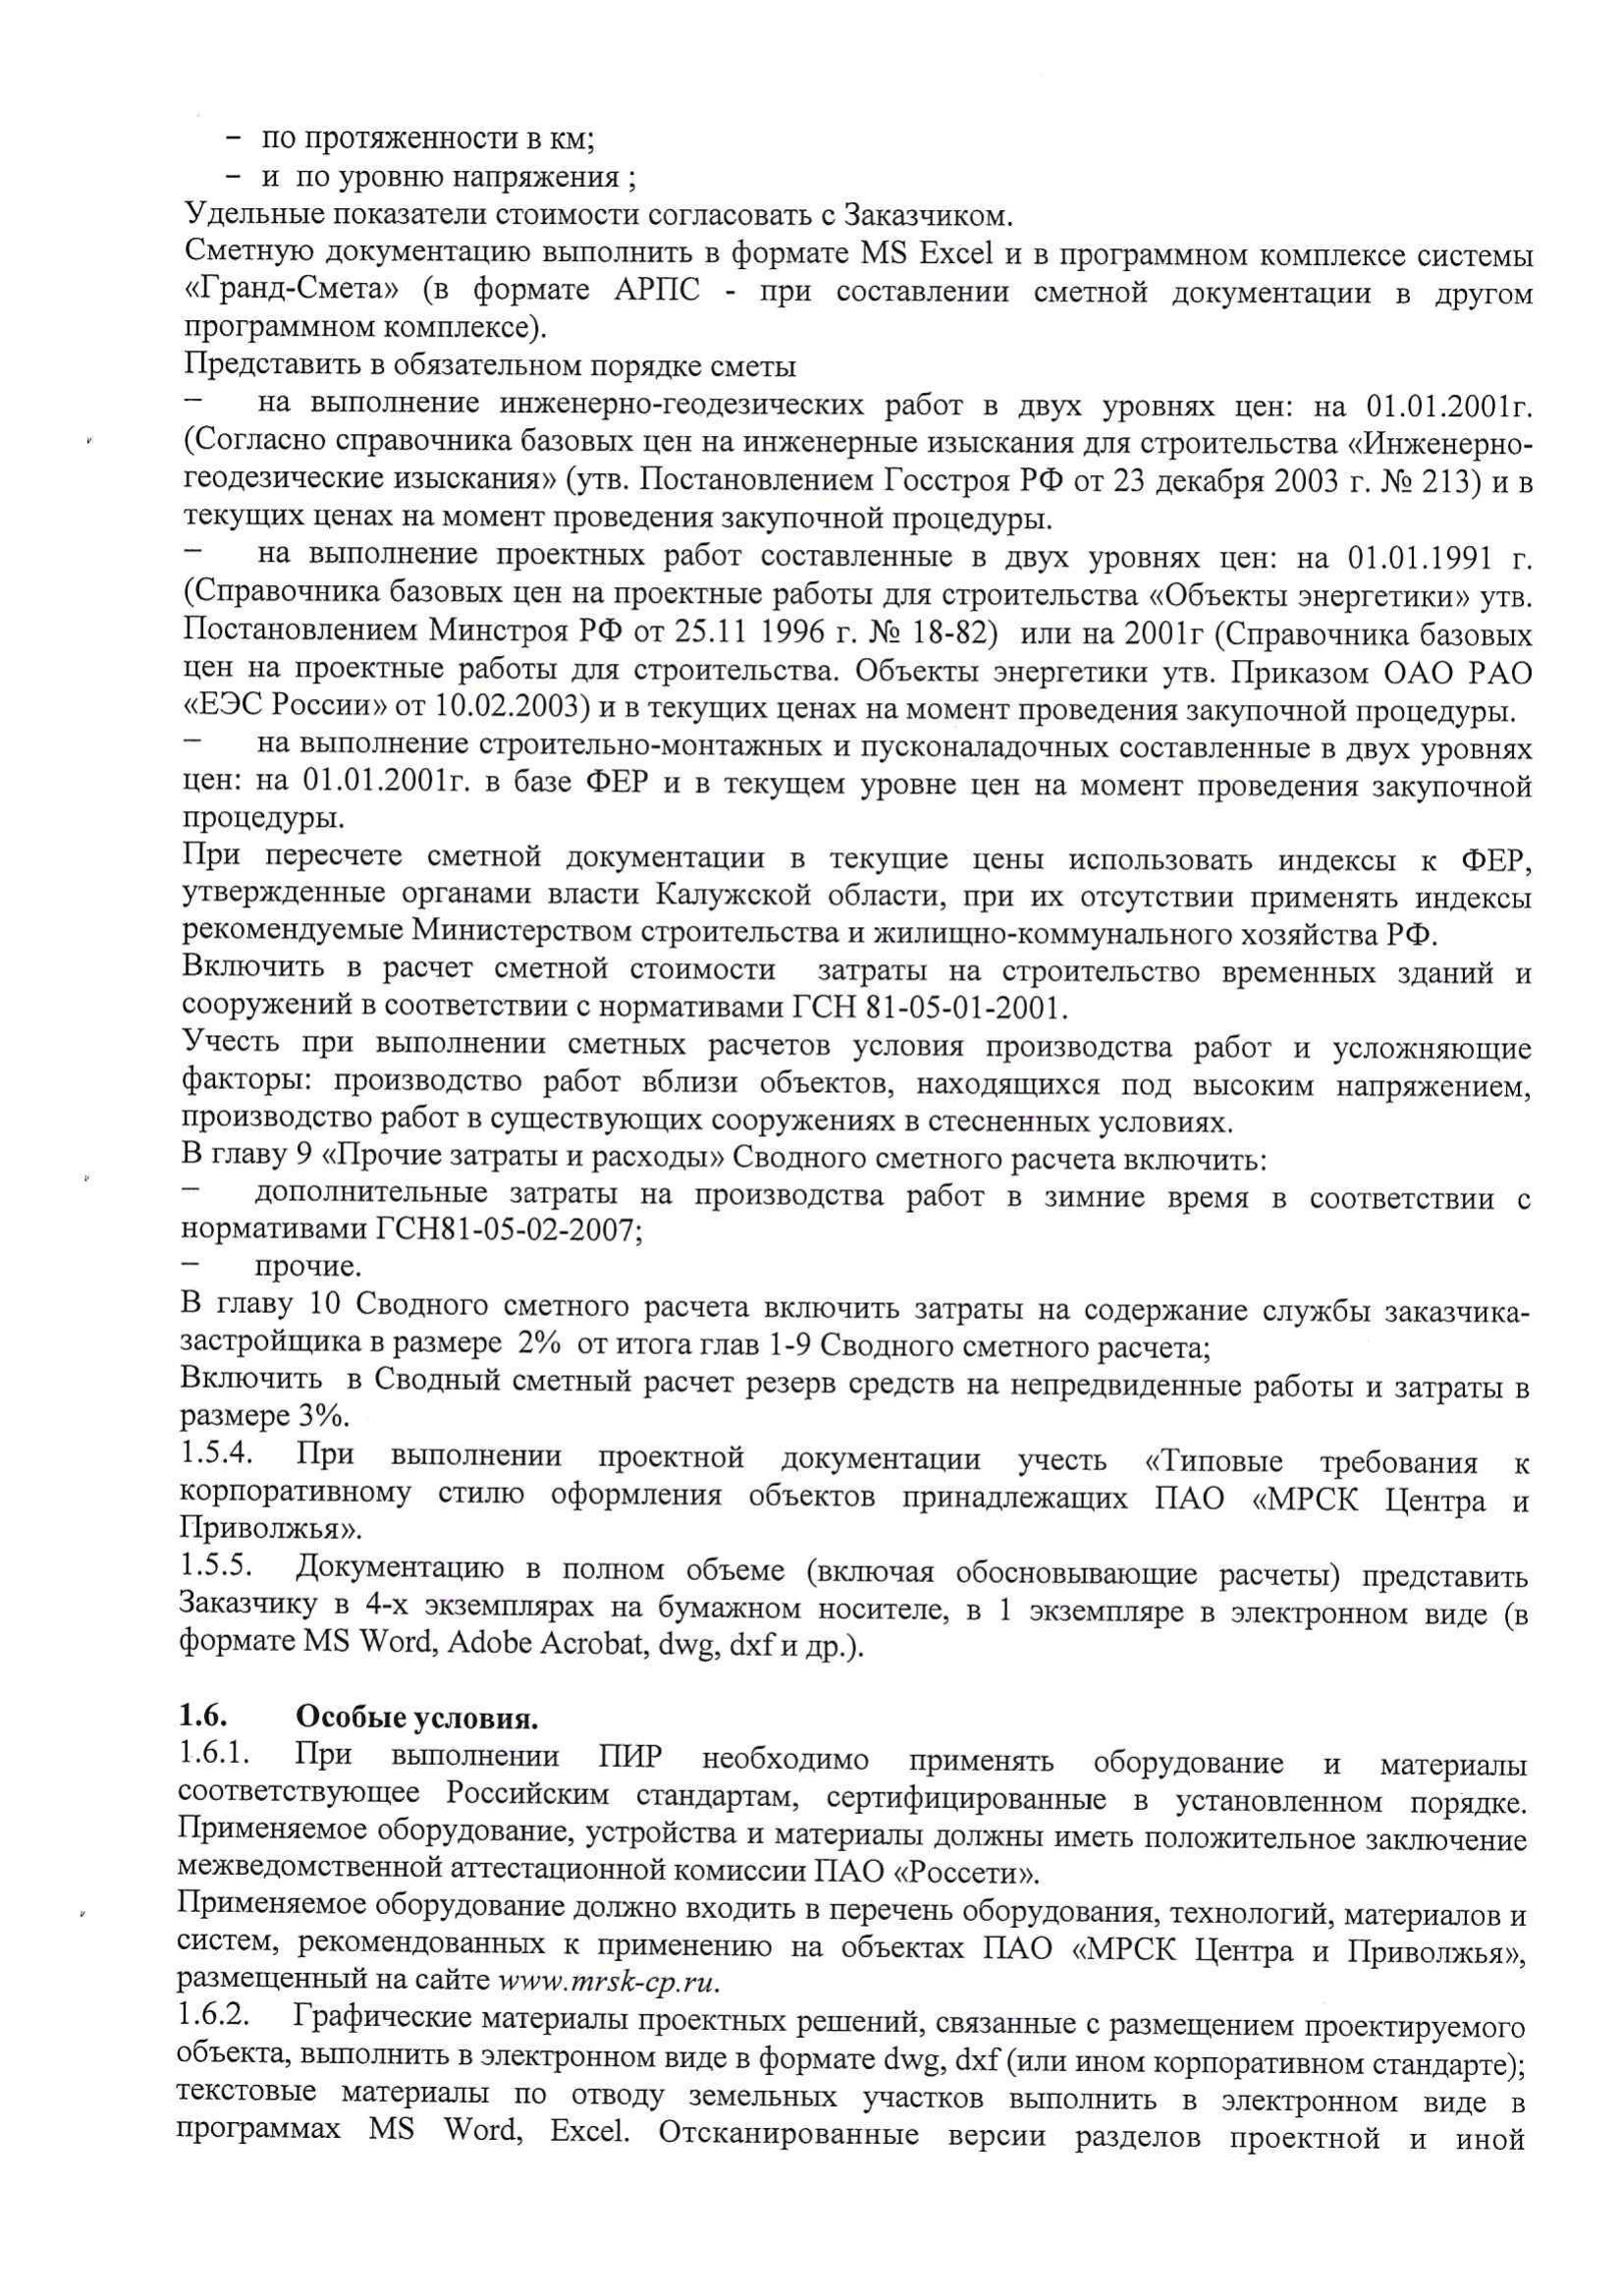 – по протяженности в км;
– и по уровню напряжения ;
Удельные показатели стоимости согласовать с Заказчиком.
Сметную документацию выполнить в формате MS Excel и в программном комплексе системы
«Гранд-Смета» (в формате АРПС - при составлении сметной документации в другом
программном комплексе).
Представить в обязательном порядке сметы
– на выполнение инженерно-геодезических работ в двух уровнях цен: на 01.01.2001г.
(Согласно справочника базовых цен на инженерные изыскания для строительства «Инженерно-
геодезические изыскания» (утв. Постановлением Госстроя РФ от 23 декабря 2003 г. № 213) и в
текущих ценах на момент проведения закупочной процедуры.
– на выполнение проектных работ составленные в двух уровнях цен: на 01.01.1991 г.
(Справочника базовых цен на проектные работы для строительства «Объекты энергетики» утв.
Постановлением Минстроя РФ от 25.11 1996 г. № 18-82) или на 2001г (Справочника базовых
цен на проектные работы для строительства. Объекты энергетики утв. Приказом ОАО РАО
«ЕЭС России» от 10.02.2003) и в текущих ценах на момент проведения закупочной процедуры.
– на выполнение строительно-монтажных и пусконаладочных составленные в двух уровнях
цен: на 01.01.2001г. в базе ФЕР и в текущем уровне цен на момент проведения закупочной
процедуры.
При пересчете сметной документации в текущие цены использовать индексы к ФЕР,
утвержденные органами власти Калужской области, при их отсутствии применять индексы
рекомендуемые Министерством строительства и жилищно-коммунального хозяйства РФ.
Включить в расчет сметной стоимости затраты на строительство временных зданий и
сооружений в соответствии с нормативами ГСН 81-05-01-2001.
Учесть при выполнении сметных расчетов условия производства работ и усложняющие
факторы: производство работ вблизи объектов, находящихся под высоким напряжением,
производство работ в существующих сооружениях в стесненных условиях.
В главу 9 «Прочие затраты и расходы» Сводного сметного расчета включить:
– дополнительные затраты на производства работ в зимние время в соответствии с
нормативами ГСН81-05-02-2007;
– прочие.
В главу 10 Сводного сметного расчета включить затраты на содержание службы заказчика-
застройщика в размере 2% от итога глав 1-9 Сводного сметного расчета;
Включить в Сводный сметный расчет резерв средств на непредвиденные работы и затраты в
размере 3%.
1.5.4. При выполнении проектной документации учесть «Типовые требования к
корпоративному стилю оформления объектов принадлежащих ПАО «МРСК Центра и
Приволжья».
1.5.5. Документацию в полном объеме (включая обосновывающие расчеты) представить
Заказчику в 4-х экземплярах на бумажном носителе, в 1 экземпляре в электронном виде (в
формате MS Word, Adobe Acrobat, dwg, dxf и др.).
1.6. Особые условия.
1.6.1. При выполнении ПИР необходимо применять оборудование и материалы
соответствующее Российским стандартам, сертифицированные в установленном порядке.
Применяемое оборудование, устройства и материалы должны иметь положительное заключение
межведомственной аттестационной комиссии ПАО «Россети».
Применяемое оборудование должно входить в перечень оборудования, технологий, материалов и
систем, рекомендованных к применению на объектах ПАО «МРСК Центра и Приволжья»,
размещенный на сайте www.mrsk-cp.ru.
1.6.2. Графические материалы проектных решений, связанные с размещением проектируемого
объекта, выполнить в электронном виде в формате dwg, dxf (или ином корпоративном стандарте);
текстовые материалы по отводу земельных участков выполнить в электронном виде в
программах MS Word, Excel. Отсканированные версии разделов проектной и иной